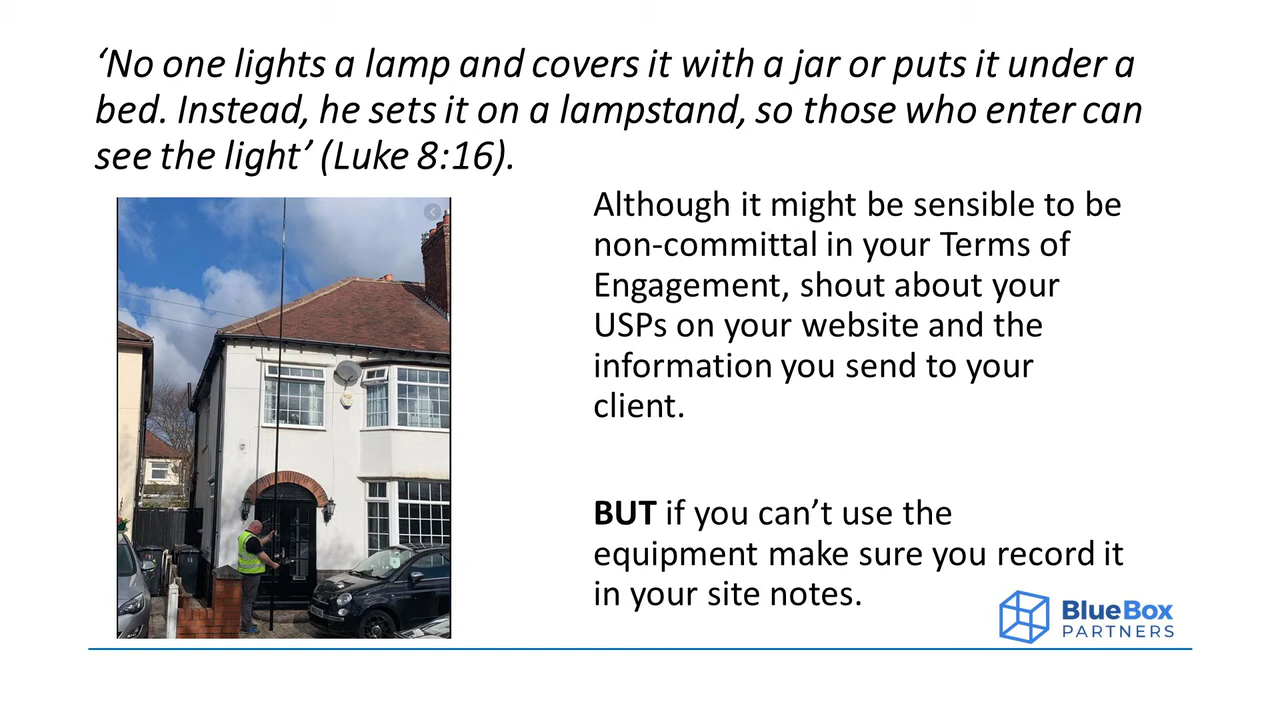 ‘No one lights a lamp and covers it with a jar or puts it under a
bed. Instead, he sets it on a lampstand, so those who enter can
see the light’ (Luke 8:16).
Although it might be sensible to be
non-committal in your Terms of
Engagement, shout about your
USPs on your website and the
information you send to your
client.
BUT if you can’t use the
equipment make sure you record it
in your site notes.
BlueBox
PARTNERS